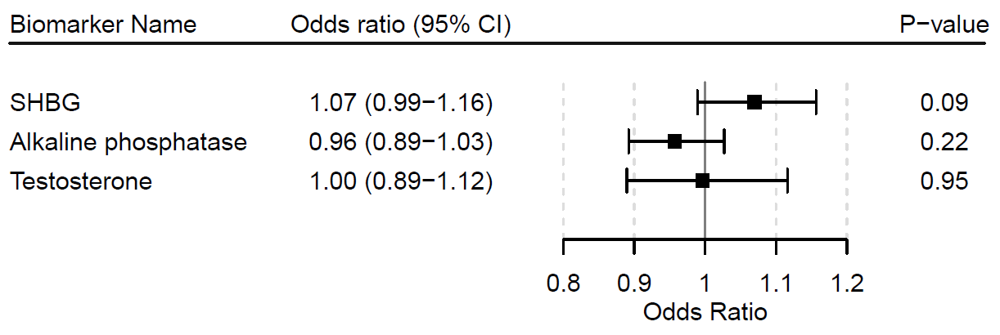 Biomarker Name Odds ratio (95% CI) P−value
SHBG 1.07 (0.99−1.16) 0.09
Alkaline phosphatase 0.96 (0.89−1.03) 0.22
Testosterone 1.00 (0.89−1.12) 0.95
0.8 0.9 1 1.1 1.2
Odds Ratio